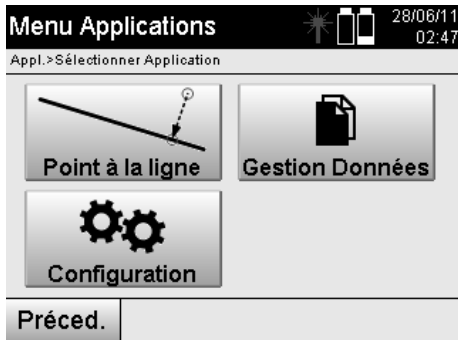 Menu Applications
28/06/11
02:47
Appl.>Sélectionner Application
Point à la ligne
Gestion Données
Configuration
Préced.